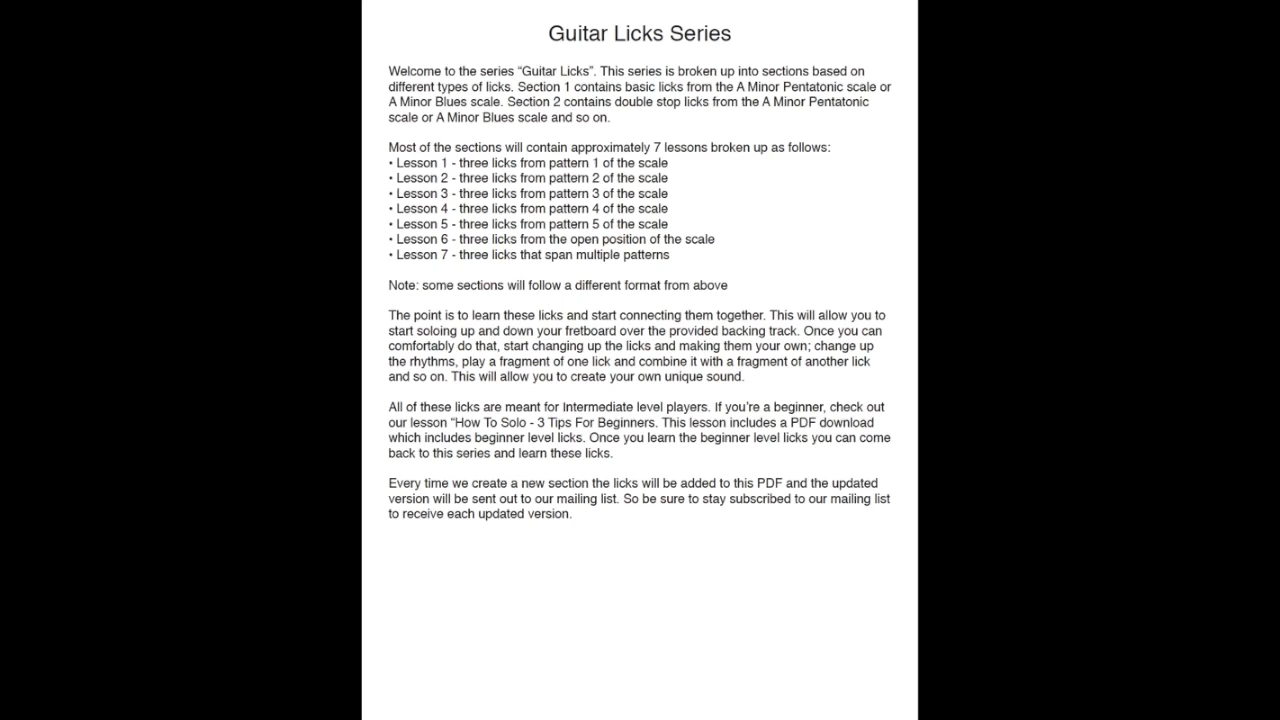 Guitar Licks Series
Welcome to the series “Guitar Licks”. This series is broken up into sections based on
different types of licks. Section 1 contains basic licks from the A Minor Pentatonic scale or
A Minor Blues scale. Section 2 contains double stop licks from the A Minor Pentatonic
scale or A Minor Blues scale and so on.
Most of the sections will contain approximately 7 lessons broken up as follows:
• Lesson 1 - three licks from pattern 1 of the scale
• Lesson 2 - three licks from pattern 2 of the scale
• Lesson 3 - three licks from pattern 3 of the scale
• Lesson 4 - three licks from pattern 4 of the scale
• Lesson 5 - three licks from pattern 5 of the scale
• Lesson 6 - three licks from the open position of the scale
• Lesson 7 - three licks that span multiple patterns
Note: some sections will follow a different format from above
The point is to learn these licks and start connecting them together. This will allow you to
start soloing up and down your fretboard over the provided backing track. Once you can
comfortably do that, start changing up the licks and making them your own; change up
the rhythms, play a fragment of one lick and combine it with a fragment of another lick
and so on. This will allow you to create your own unique sound.
All of these licks are meant for Intermediate level players. If you’re a beginner, check out
our lesson “How To Solo - 3 Tips For Beginners. This lesson includes a PDF download
which includes beginner level licks. Once you learn the beginner level licks you can come
back to this series and learn these licks.
Every time we create a new section the licks will be added to this PDF and the updated
version will be sent out to our mailing list. So be sure to stay subscribed to our mailing list
to receive each updated version.